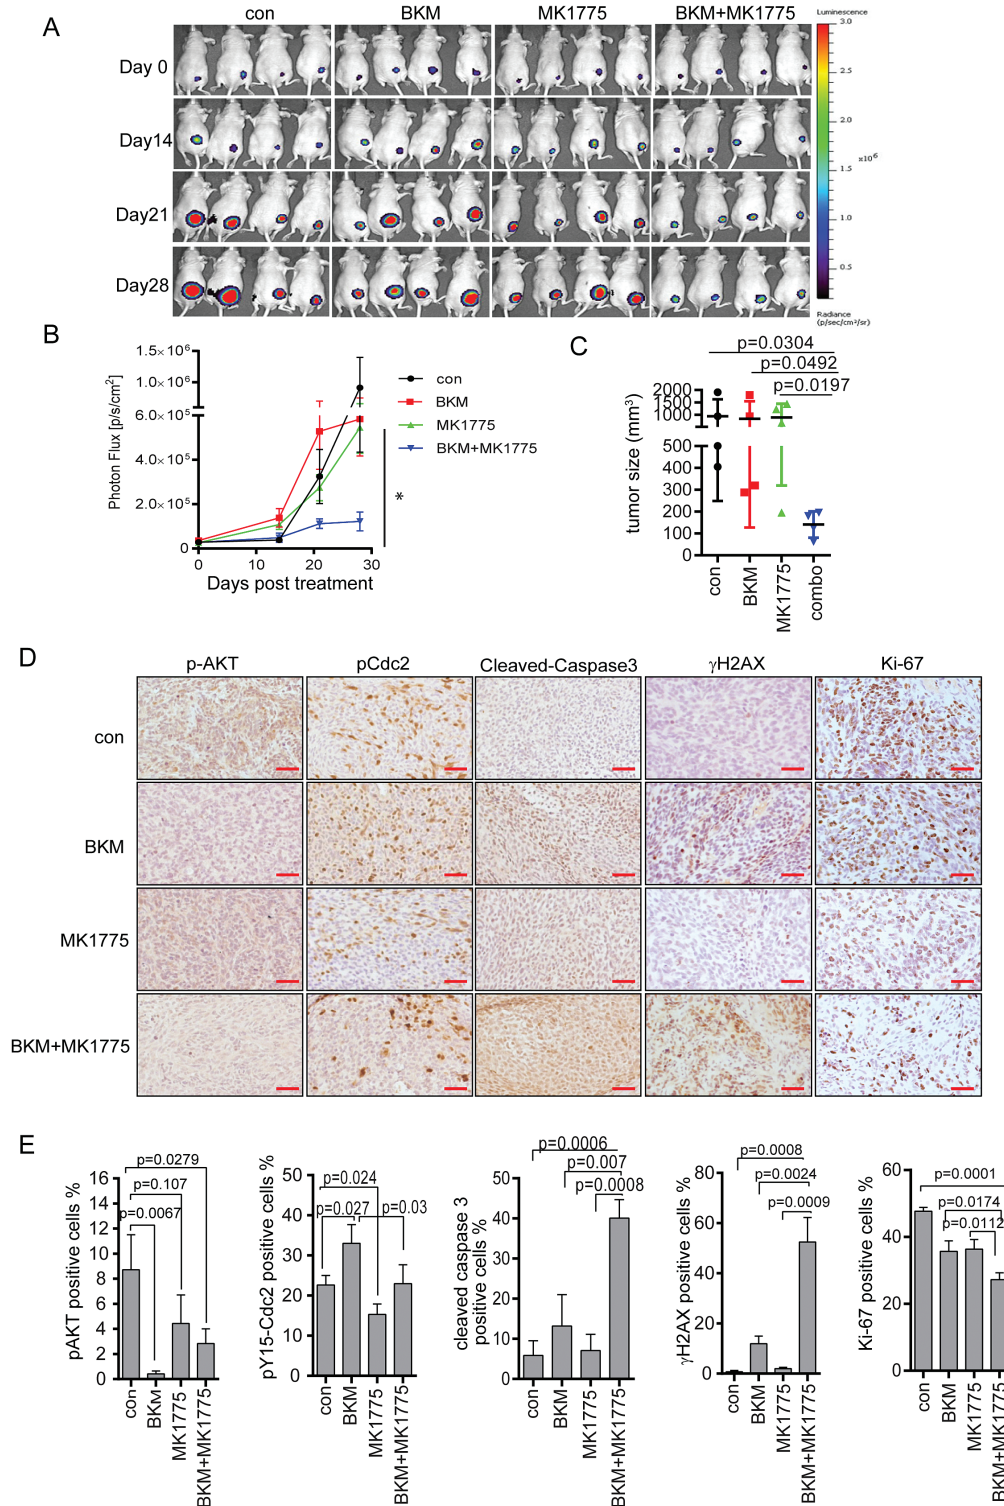 A
con
BKM
MK1775
BKM+MK1775
Luminescence
3.0
2.5
2.0
1.5
x10⁶
1.0
0.5
Radiance
(p/sec/cm²/sr)
Day 0
Day14
Day21
Day28
B
Photon Flux [p/s/cm²]
1.5×10⁶
1.0×10⁶
6.0×10⁵
4.0×10⁵
2.0×10⁵
0
0 10 20 30
Days post treatment
con
BKM
MK1775
BKM+MK1775
*
C
p=0.0304
p=0.0492
p=0.0197
tumor size (mm³)
2000
1500
1000
500
400
300
200
100
0
con
BKM
MK1775
combo
D
p-AKT
pCdc2
Cleaved-Caspase3
γH2AX
Ki-67
con
BKM
MK1775
BKM+MK1775
E
pAKT positive cells %
16
14
12
10
8
6
4
2
0
p=0.0279
p=0.107
p=0.0067
con
BKM
MK1775
BKM+MK1775
pY15-Cdc2 positive cells %
50
40
30
20
10
0
p=0.024
p=0.027
p=0.03
con
BKM
MK1775
BKM+MK1775
cleaved caspase 3
positive cells %
50
40
30
20
10
0
p=0.0006
p=0.007
p=0.0008
con
BKM
MK1775
BKM+MK1775
γH2AX positive cells %
80
60
40
20
0
p=0.0008
p=0.0024
p=0.0009
con
BKM
MK1775
BKM+MK1775
Ki-67 positive cells %
60
40
20
0
p=0.0001
p=0.0174
p=0.0112
con
BKM
MK1775
BKM+MK1775